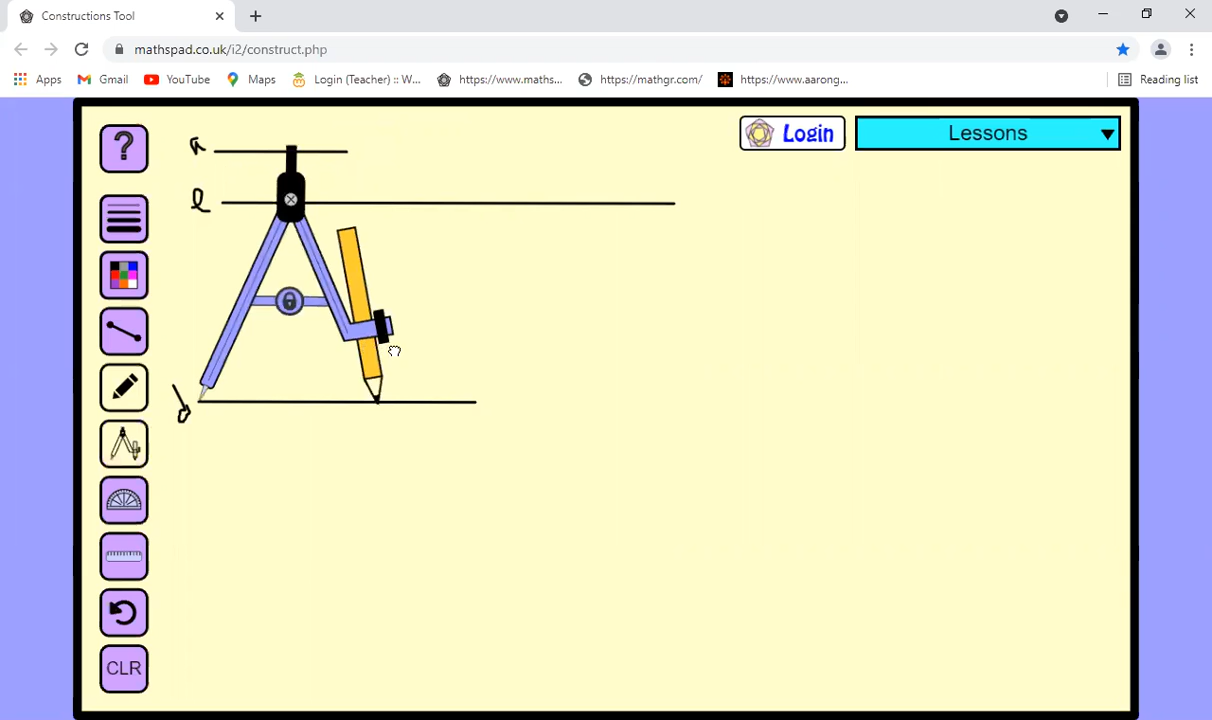 Constructions Tool
mathspad.co.uk/i2/construct.php
Apps
Gmail
YouTube
Maps
Login (Teacher) :: W...
https://www.maths...
https://mathgr.com/
https://www.aarong...
Reading list
?
Login
Lessons
l
b
CLR